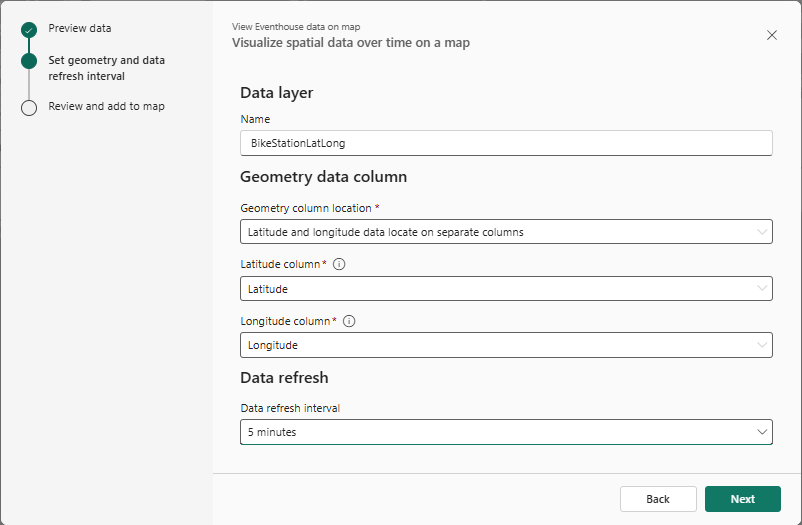 Preview data
Set geometry and data
refresh interval
Review and add to map
View Eventhouse data on map
Visualize spatial data over time on a map
Data layer
Name
BikeStationLatLong
Geometry data column
Geometry column location *
Latitude and longitude data locate on separate columns
Latitude column *
Latitude
Longitude column *
Longitude
Data refresh
Data refresh interval
5 minutes
Back
Next